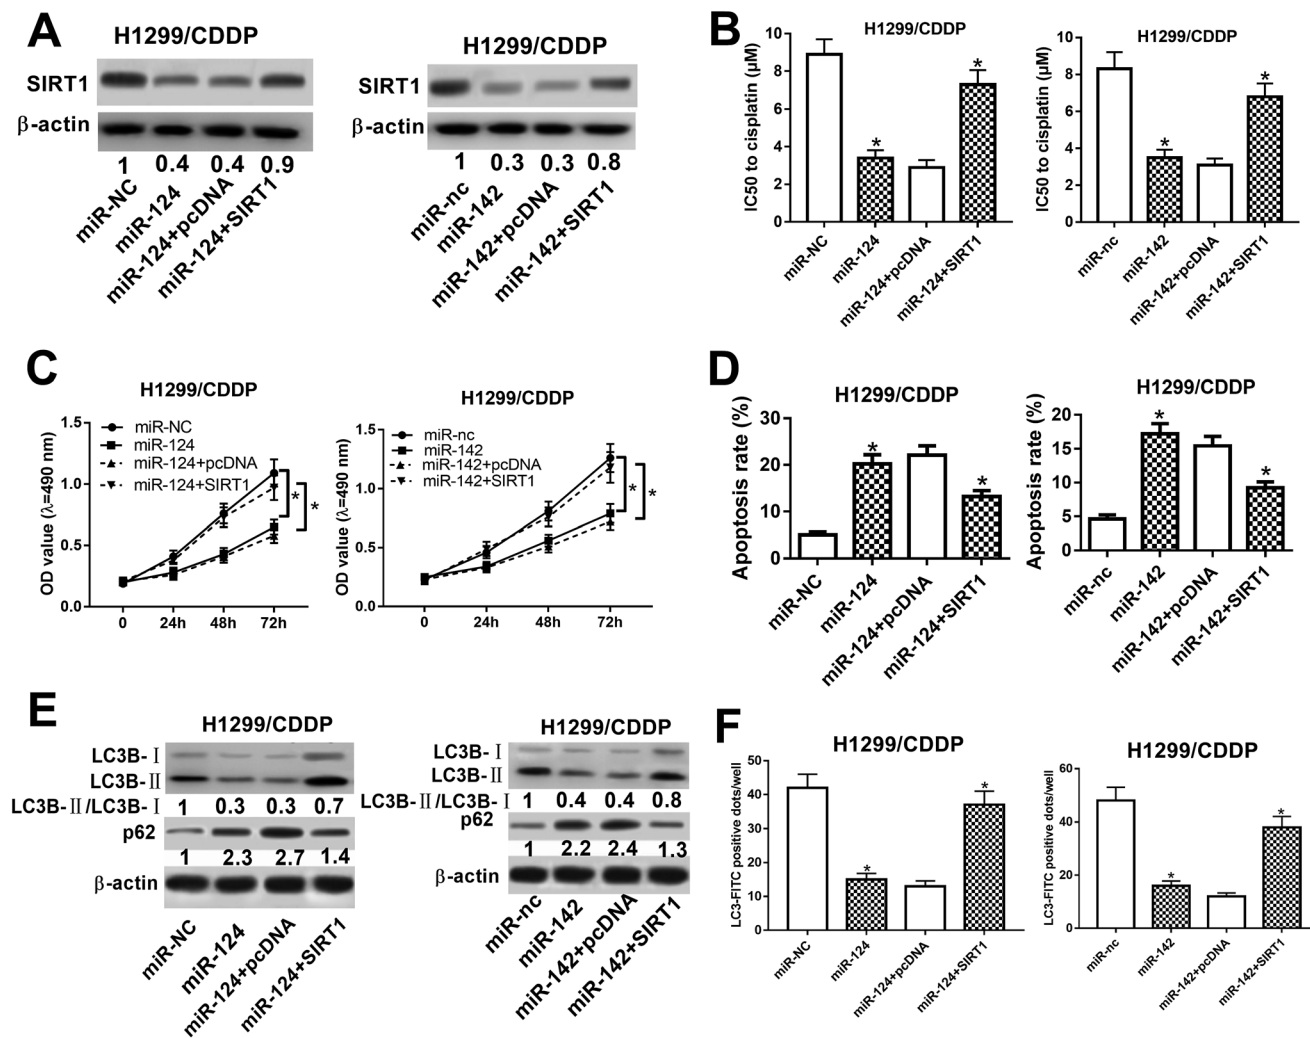 A
H1299/CDDP
SIRT1
β-actin
1 0.4 0.4 0.9
miR-NC
miR-124
miR-124+pcDNA
miR-124+SIRT1
H1299/CDDP
SIRT1
β-actin
1 0.3 0.3 0.8
miR-nc
miR-142
miR-142+pcDNA
miR-142+SIRT1
B
H1299/CDDP
IC50 to cisplatin (μM)
10
8
6
4
2
0
* *
miR-NC
miR-124
miR-124+pcDNA
miR-124+SIRT1
H1299/CDDP
IC50 to cisplatin (μM)
10
8
6
4
2
0
* *
miR-nc
miR-142
miR-142+pcDNA
miR-142+SIRT1
C
H1299/CDDP
OD value (λ=490 nm)
1.5
1.0
0.5
0.0
miR-NC
miR-124
miR-124+pcDNA
miR-124+SIRT1
* *
0 24h 48h 72h
H1299/CDDP
OD value (λ=490 nm)
1.5
1.0
0.5
0.0
miR-nc
miR-142
miR-142+pcDNA
miR-142+SIRT1
* *
0 24h 48h 72h
D
H1299/CDDP
Apoptosis rate (%)
30
20
10
0
* *
miR-NC
miR-124
miR-124+pcDNA
miR-124+SIRT1
H1299/CDDP
Apoptosis rate (%)
20
15
10
5
0
* *
miR-nc
miR-142
miR-142+pcDNA
miR-142+SIRT1
E
H1299/CDDP
LC3B-Ⅰ
LC3B-Ⅱ
LC3B-Ⅱ/LC3B-Ⅰ 1 0.3 0.3 0.7
p62
1 2.3 2.7 1.4
β-actin
miR-NC
miR-124
miR-124+pcDNA
miR-124+SIRT1
H1299/CDDP
LC3B-Ⅰ
LC3B-Ⅱ
LC3B-Ⅱ/LC3B-Ⅰ 1 0.4 0.4 0.8
p62
1 2.2 2.4 1.3
β-actin
miR-nc
miR-142
miR-142+pcDNA
miR-142+SIRT1
F
H1299/CDDP
LC3-FITC positive dots/well
50
40
30
20
10
0
* *
miR-NC
miR-124
miR-124+pcDNA
miR-124+SIRT1
H1299/CDDP
LC3-FITC positive dots/well
60
40
20
0
* *
miR-nc
miR-142
miR-142+pcDNA
miR-142+SIRT1